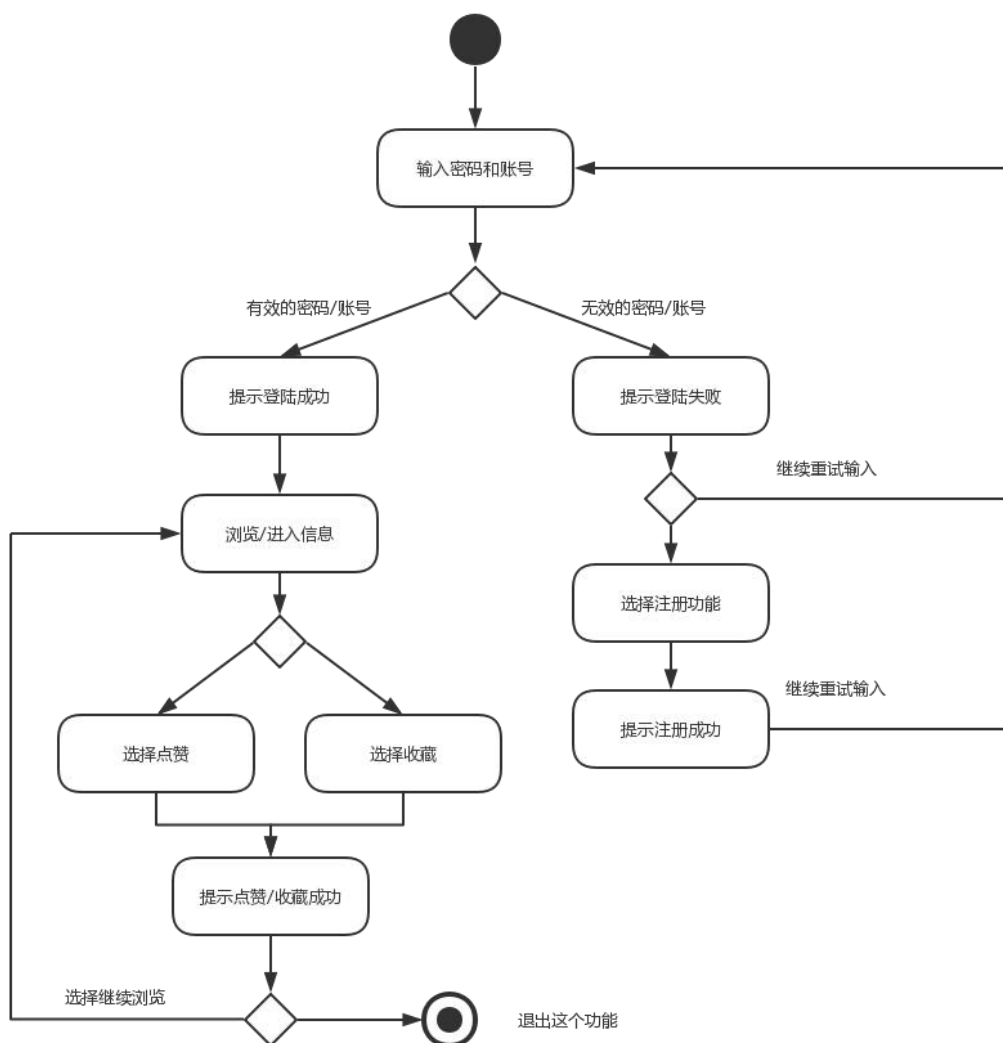 输入密码和账号
有效的密码/账号
无效的密码/账号
提示登陆成功
提示登陆失败
继续重试输入
浏览/进入信息
选择注册功能
继续重试输入
提示注册成功
选择点赞
选择收藏
提示点赞/收藏成功
选择继续浏览
退出这个功能